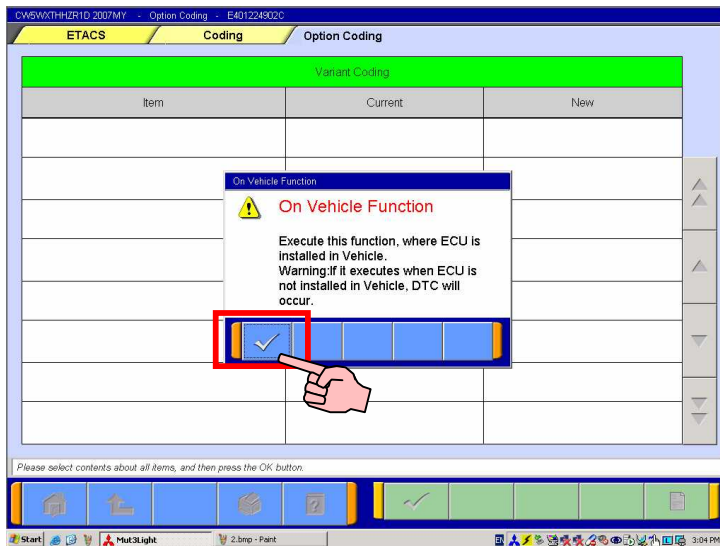 CW5WXTHHZR1D 2007MY - Option Coding - E401224902C
ETACS Coding Option Coding
Variant Coding
Item Current New
On Vehicle Function
On Vehicle Function
Execute this function, where ECU is
installed in Vehicle.
Warning:If it executes when ECU is
not installed in Vehicle, DTC will
occur.
Please select contents about all items, and then press the OK button.
Start Mut3Light 2.bmp - Paint EN 3:04 PM